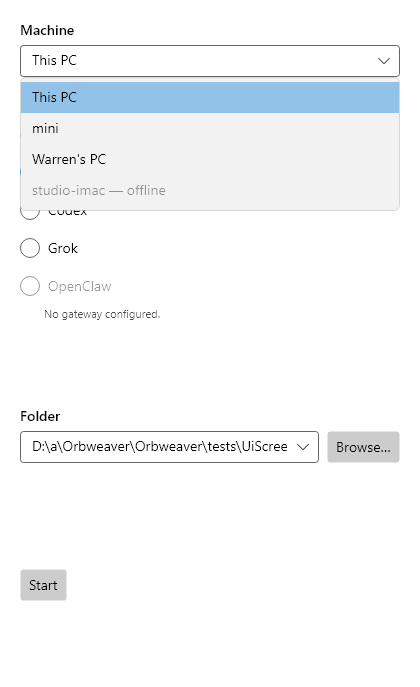 Machine
This PC
This PC
mini
Warren's PC
studio-imac — offline
Codex
Grok
OpenClaw
No gateway configured.
Folder
D:\a\Orbweaver\Orbweaver\tests\UiScree
Browse...
Start